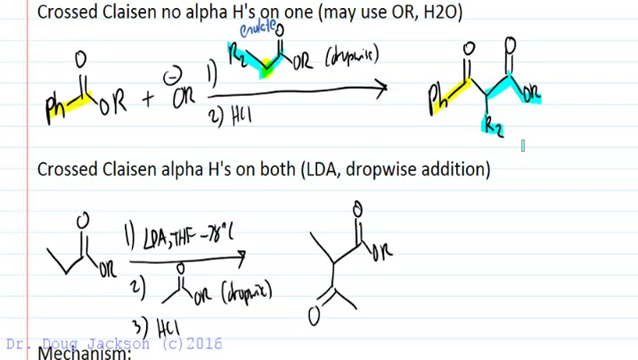 Crossed Claisen no alpha H's on one (may use OR, H2O)
enolate
O O O O
R2 OR (dropwise)
Ph OR + ⊖OR 1) Ph OR
2) HCl R2
Crossed Claisen alpha H's on both (LDA, dropwise addition)
O O
1) LDA, THF -78°C
OR O OR
2) OR (dropwise)
3) HCl O
Dr. Doug Jackson (c)2016
Mechanism: